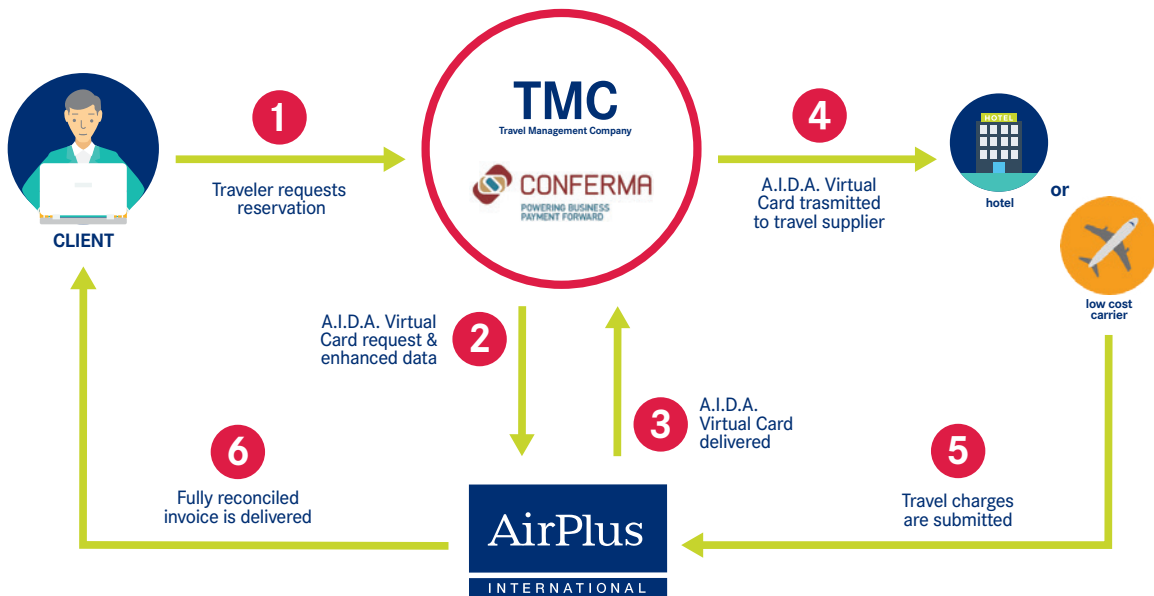 1
Traveler requests
reservation
CLIENT
TMC
Travel Management Company
CONFERMA
POWERING BUSINESS
PAYMENT FORWARD
4
A.I.D.A. Virtual
Card trasmitted
to travel supplier
HOTEL
hotel
or
low cost
carrier
A.I.D.A. Virtual
Card request &
enhanced data
2
3
A.I.D.A.
Virtual Card
delivered
5
Travel charges
are submitted
6
Fully reconciled
invoice is delivered
AirPlus
INTERNATIONAL